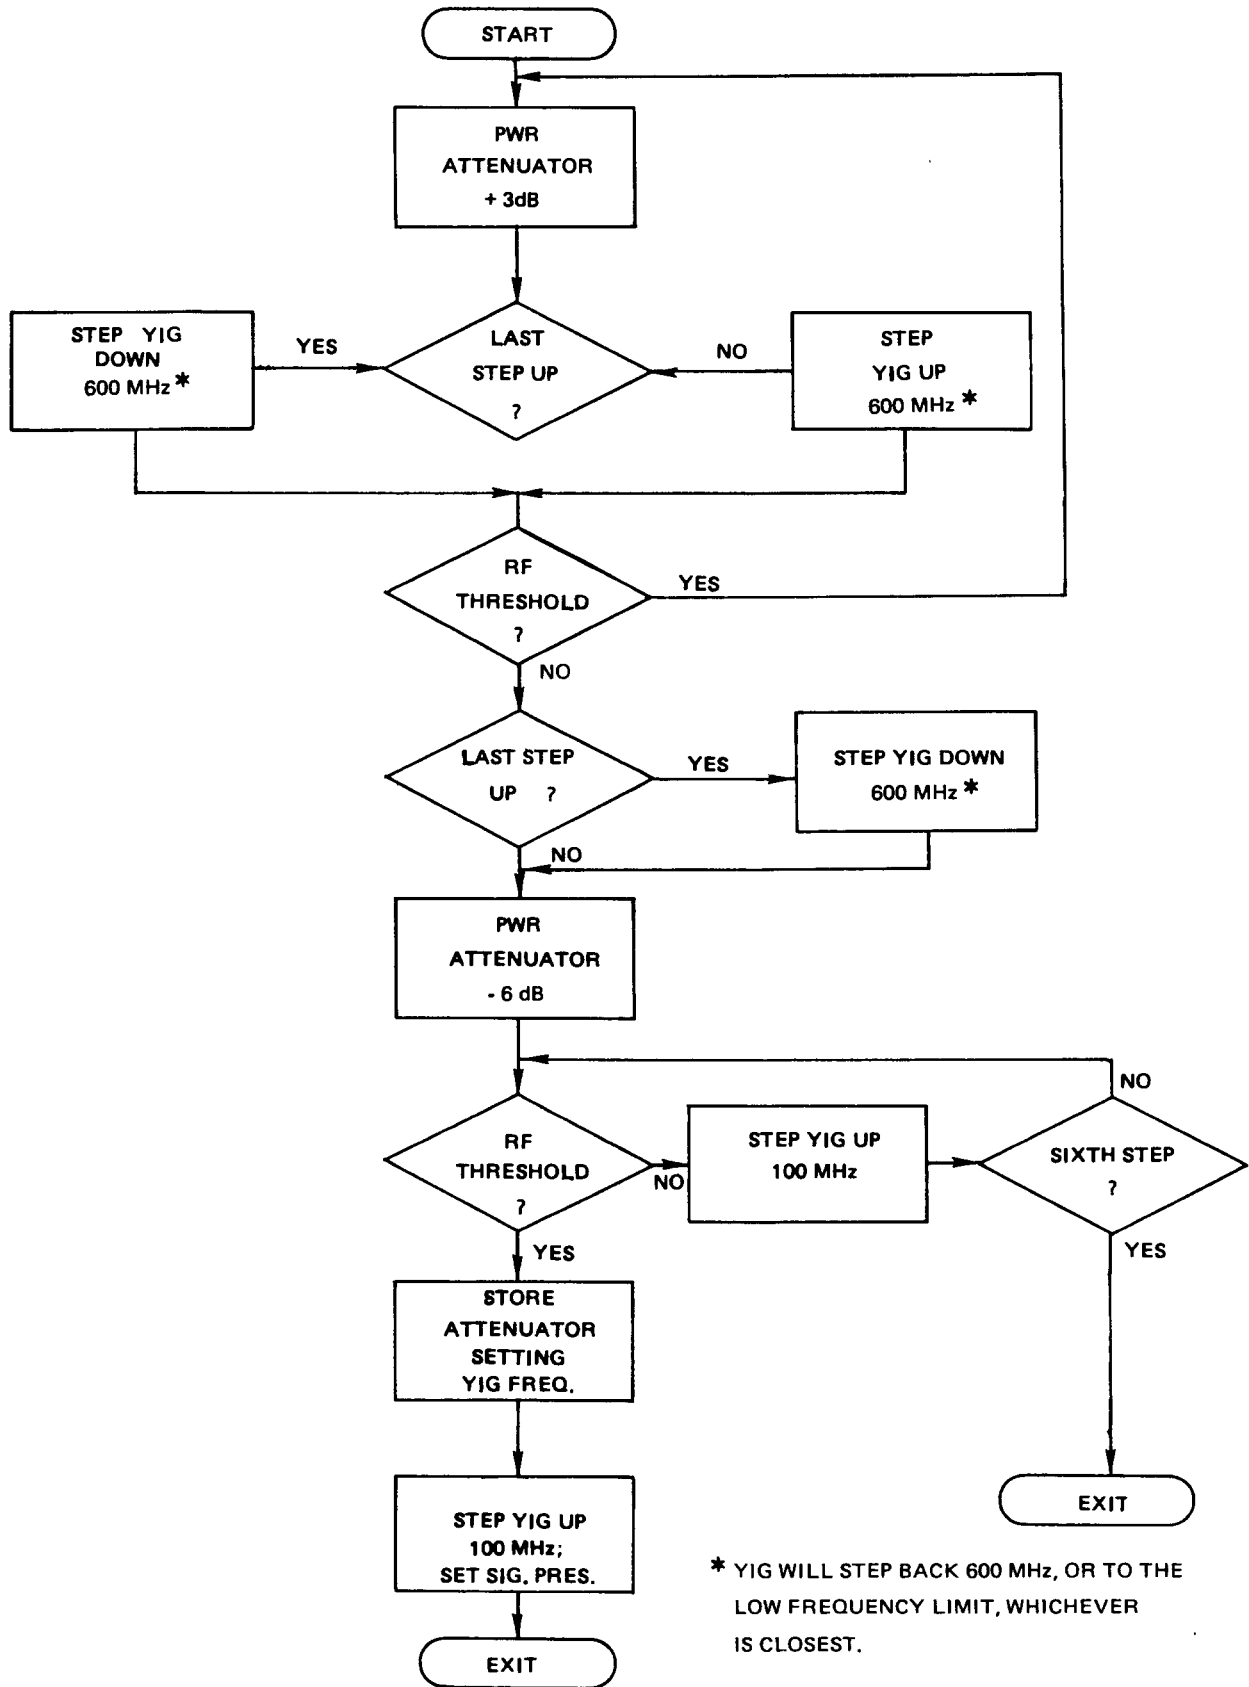 START
PWR
ATTENUATOR
+ 3dB
STEP YIG
DOWN
600 MHz *
YES
LAST
STEP UP
?
NO
STEP
YIG UP
600 MHz *
RF
THRESHOLD
?
YES
NO
LAST STEP
UP ?
YES
STEP YIG DOWN
600 MHz *
NO
PWR
ATTENUATOR
- 6 dB
RF
THRESHOLD
?
NO
STEP YIG UP
100 MHz
SIXTH STEP
?
NO
YES
YES
STORE
ATTENUATOR
SETTING
YIG FREQ.
STEP YIG UP
100 MHz;
SET SIG. PRES.
EXIT
EXIT
* YIG WILL STEP BACK 600 MHz, OR TO THE
LOW FREQUENCY LIMIT, WHICHEVER
IS CLOSEST.